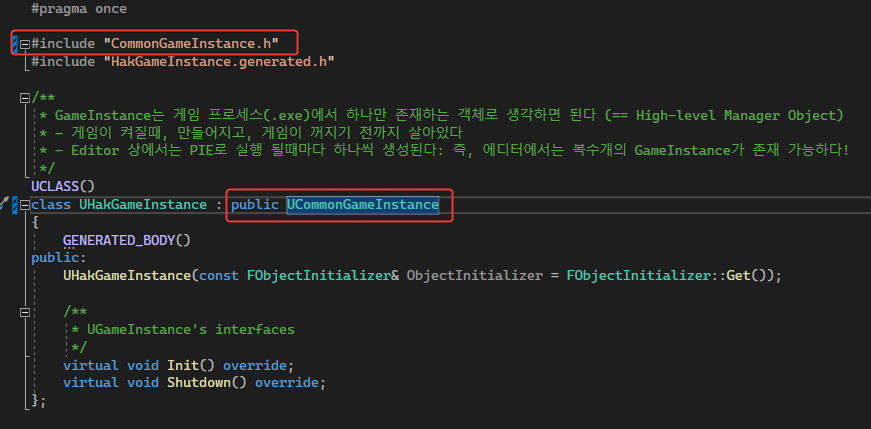 #pragma once
#include "CommonGameInstance.h"
#include "HakGameInstance.generated.h"
/**
* GameInstance는 게임 프로세스(.exe)에서 하나만 존재하는 객체로 생각하면 된다 (== High-level Manager Object)
* - 게임이 켜질때, 만들어지고, 게임이 꺼지기 전까지 살아있다
* - Editor 상에서는 PIE로 실행 될때마다 하나씩 생성된다: 즉, 에디터에서는 복수개의 GameInstance가 존재 가능하다!
*/
UCLASS()
class UHakGameInstance : public UCommonGameInstance
{
GENERATED_BODY()
public:
UHakGameInstance(const FObjectInitializer& ObjectInitializer = FObjectInitializer::Get());
/**
* UGameInstance's interfaces
*/
virtual void Init() override;
virtual void Shutdown() override;
};